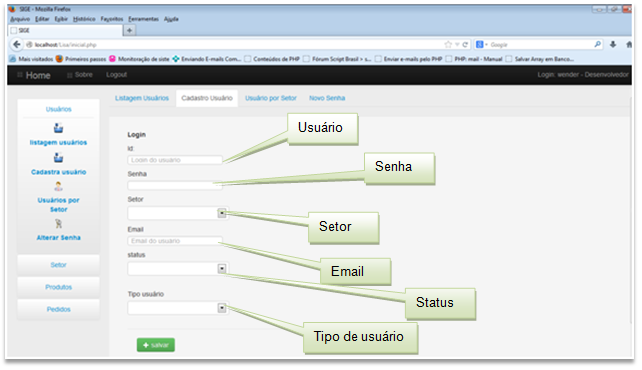 SIGE - Mozilla Firefox
Arquivo Editar Exibir Histórico Favoritos Ferramentas Ajuda
SIGE
localhost/Lsa/inicial.php
Google
Mais visitados Primeiros passos Monitoração de siste Enviando E-mails Com... Conteúdos de PHP Fórum Script Brasil > s... Enviar e-mails pelo PHP PHP: mail - Manual Salvar Array em Banco...
Home Sobre Logout Login: wender - Desenvolvedor
Usuários
listagem usuários
Cadastra usuário
Usuários por
Setor
Alterar Senha
Setor
Produtos
Pedidos
Listagem Usuários Cadastro Usuário Usuário por Setor Novo Senha
Login
Id:
Login do usuário
Senha
Setor
Email
Email do usuário
status
Tipo usuário
salvar
Usuário
Senha
Setor
Email
Status
Tipo de usuário